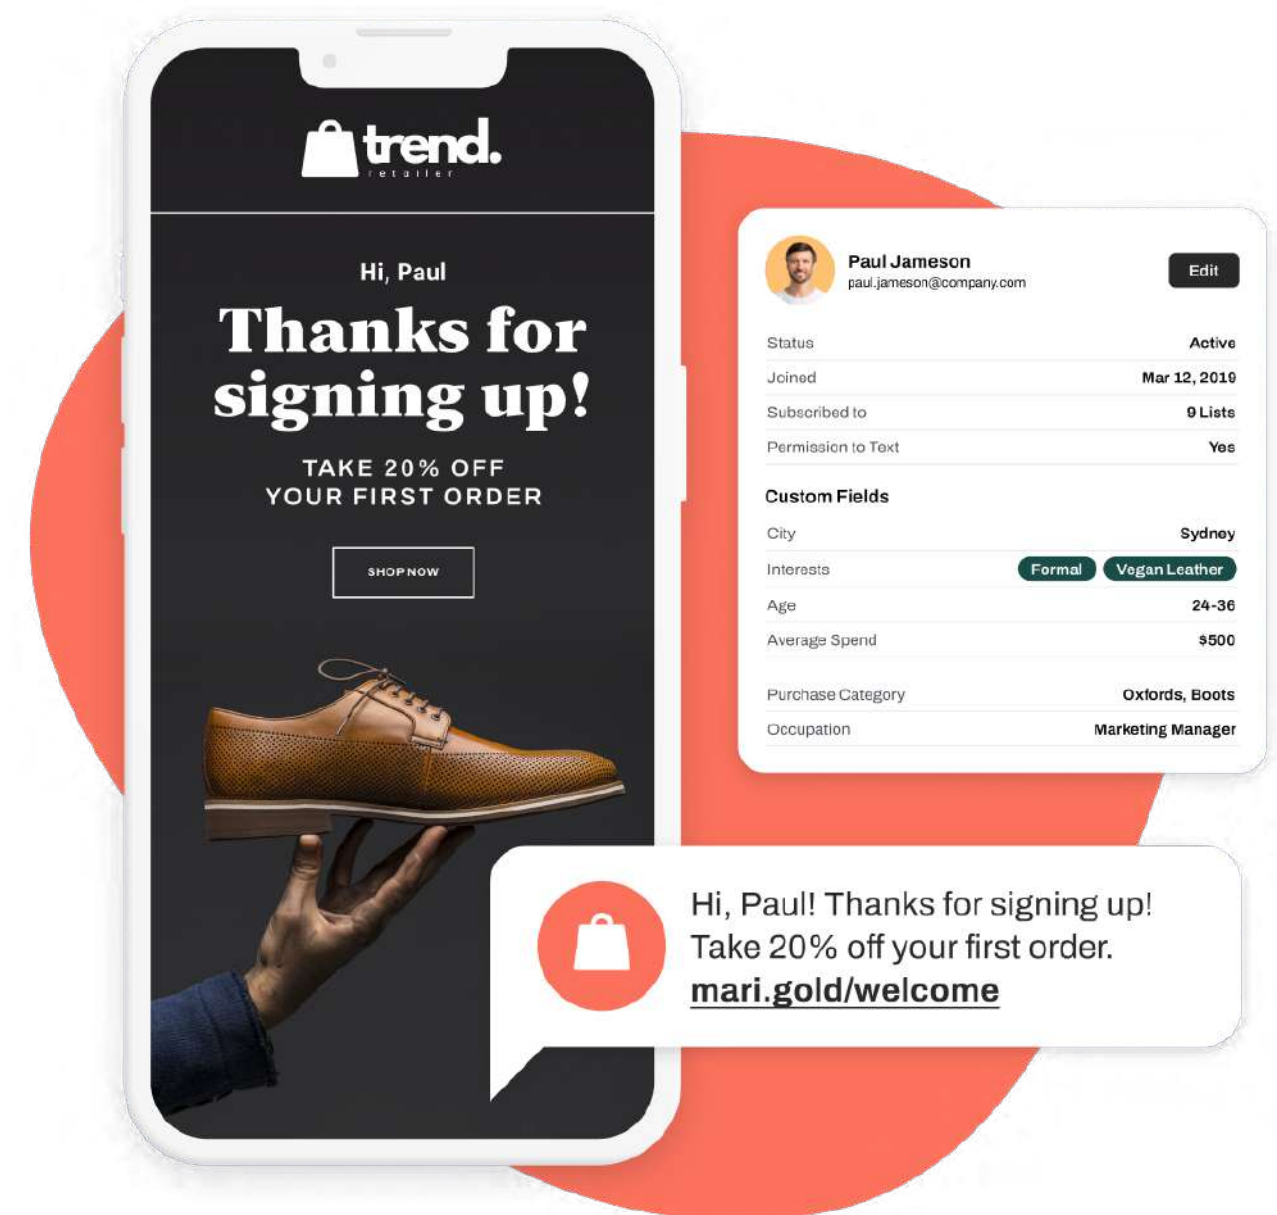 trend.
retailer
Hi, Paul
Thanks for
signing up!
TAKE 20% OFF
YOUR FIRST ORDER
SHOP NOW
Paul Jameson
paul.jameson@company.com
Edit
Status Active
Joined Mar 12, 2019
Subscribed to 9 Lists
Permission to Text Yes
Custom Fields
City Sydney
Interests Formal Vegan Leather
Age 24-36
Average Spend $500
Purchase Category Oxfords, Boots
Occupation Marketing Manager
Hi, Paul! Thanks for signing up!
Take 20% off your first order.
mari.gold/welcome